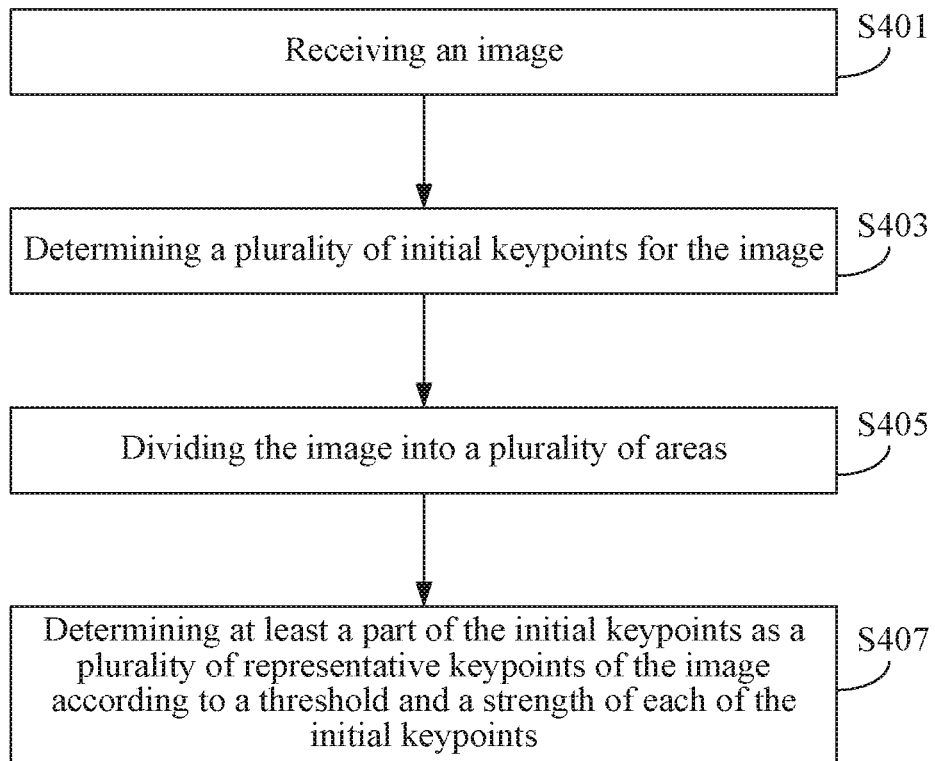 S401
Receiving an image
S403
Determining a plurality of initial keypoints for the image
S405
Dividing the image into a plurality of areas
S407
Determining at least a part of the initial keypoints as a
plurality of representative keypoints of the image
according to a threshold and a strength of each of the
initial keypoints